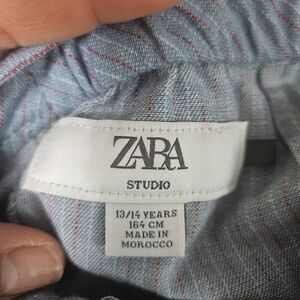 ZARA
STUDIO
13/14 YEARS
164 CM
MADE IN
MOROCCO